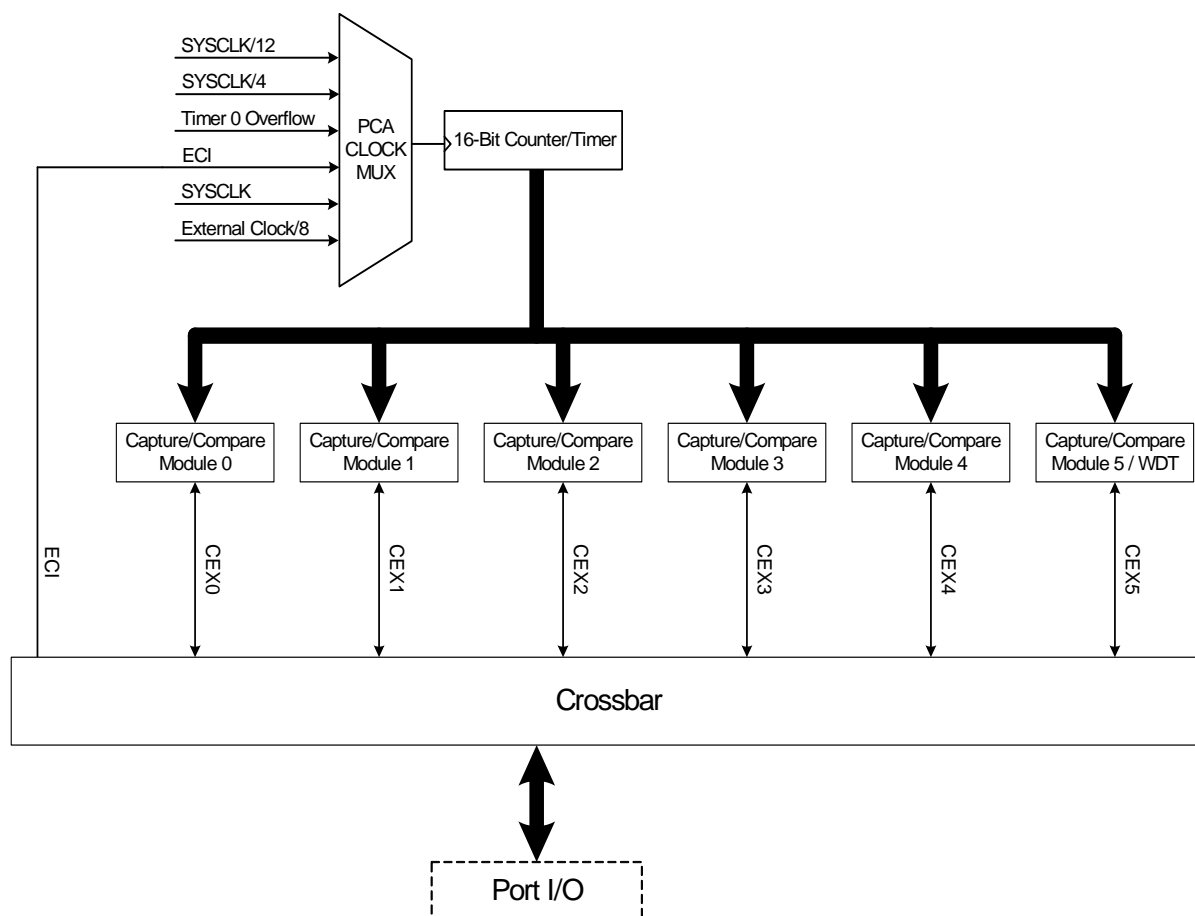 SYSCLK/12
SYSCLK/4
Timer 0 Overflow
ECI
SYSCLK
External Clock/8
PCA
CLOCK
MUX
16-Bit Counter/Timer
Capture/Compare
Module 0
Capture/Compare
Module 1
Capture/Compare
Module 2
Capture/Compare
Module 3
Capture/Compare
Module 4
Capture/Compare
Module 5 / WDT
ECI
CEX0
CEX1
CEX2
CEX3
CEX4
CEX5
Crossbar
Port I/O